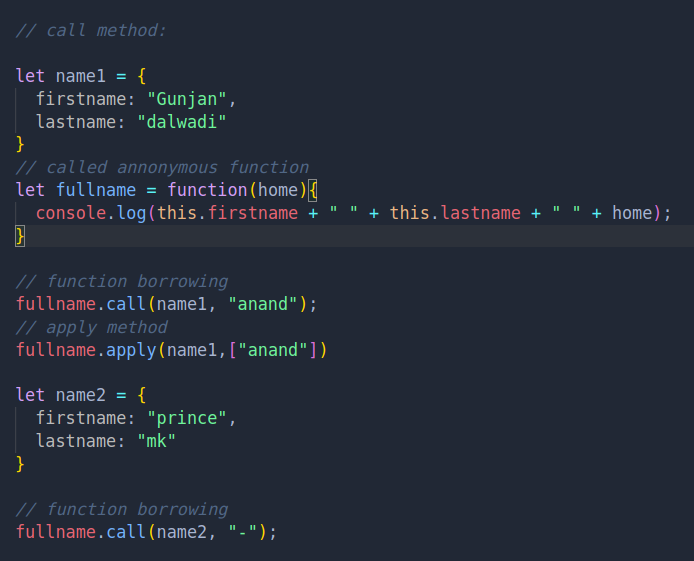 // call method:
let name1 = {
firstname: "Gunjan",
lastname: "dalwadi"
}
// called annonymous function
let fullname = function(home){
console.log(this.firstname + " " + this.lastname + " " + home);
}
// function borrowing
fullname.call(name1, "anand");
// apply method
fullname.apply(name1,["anand"])
let name2 = {
firstname: "prince",
lastname: "mk"
}
// function borrowing
fullname.call(name2, "-");